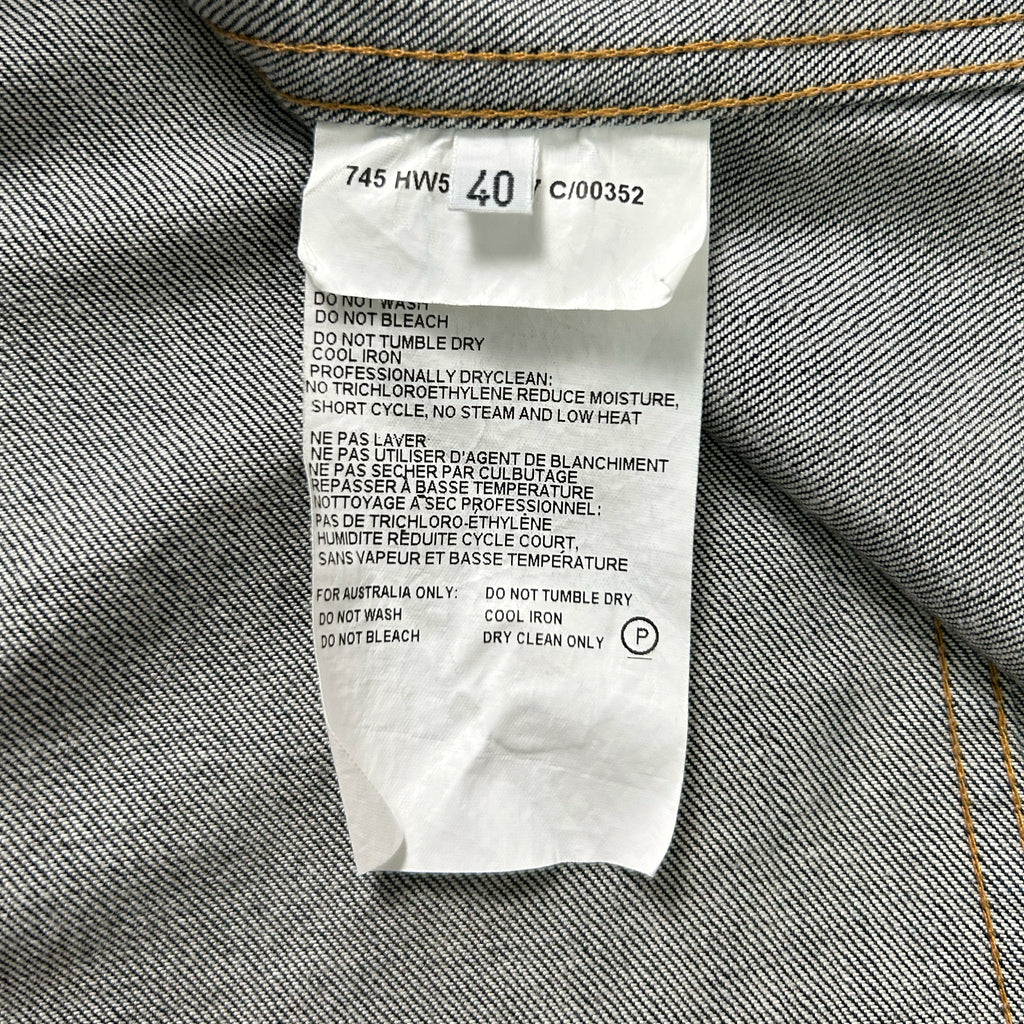 745 HW5 40 C/00352
DO NOT WASH
DO NOT BLEACH
DO NOT TUMBLE DRY
COOL IRON
PROFESSIONALLY DRYCLEAN:
NO TRICHLOROETHYLENE REDUCE MOISTURE,
SHORT CYCLE, NO STEAM AND LOW HEAT
NE PAS LAVER
NE PAS UTILISER D'AGENT DE BLANCHIMENT
NE PAS SECHER PAR CULBUTAGE
REPASSER À BASSE TEMPERATURE
NOTTOYAGE À SEC PROFESSIONNEL:
PAS DE TRICHLORO-ÉTHYLÈNE
HUMIDITE RÉDUITE CYCLE COURT,
SANS VAPEUR ET BASSE TEMPÉRATURE
FOR AUSTRALIA ONLY: DO NOT TUMBLE DRY
DO NOT WASH COOL IRON
DO NOT BLEACH DRY CLEAN ONLY P